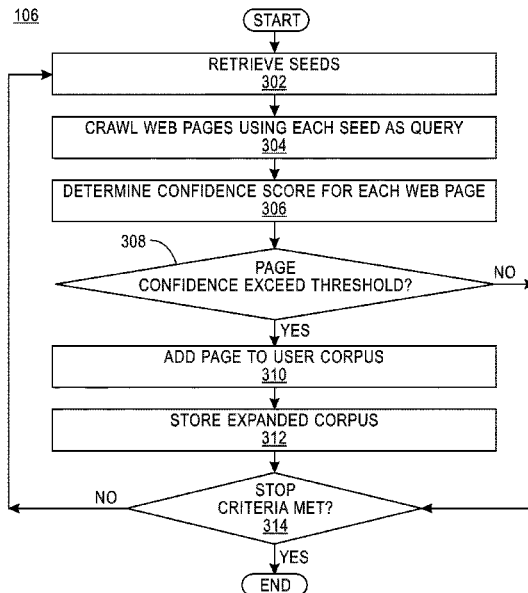 106
START
RETRIEVE SEEDS
302
CRAWL WEB PAGES USING EACH SEED AS QUERY
304
DETERMINE CONFIDENCE SCORE FOR EACH WEB PAGE
306
308
PAGE
CONFIDENCE EXCEED THRESHOLD?
NO
YES
ADD PAGE TO USER CORPUS
310
STORE EXPANDED CORPUS
312
NO
STOP
CRITERIA MET?
314
YES
END